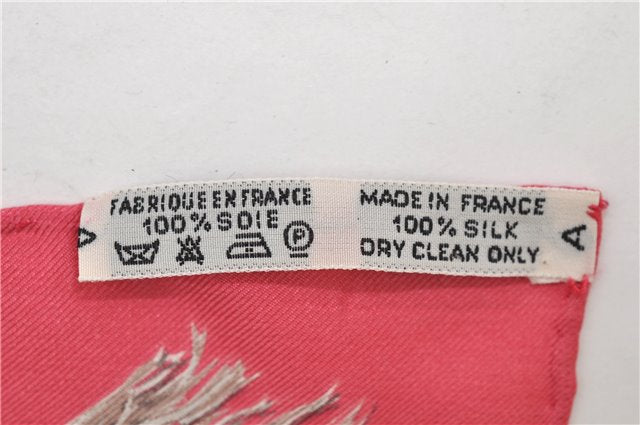 FABRIQUE EN FRANCE
100% SOIE
P
MADE IN FRANCE
100% SILK
DRY CLEAN ONLY
A
A